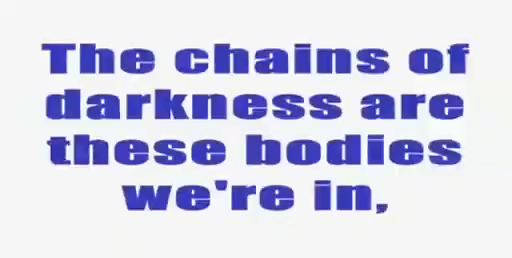 The chains of
darkness are
these bodies
we're in,